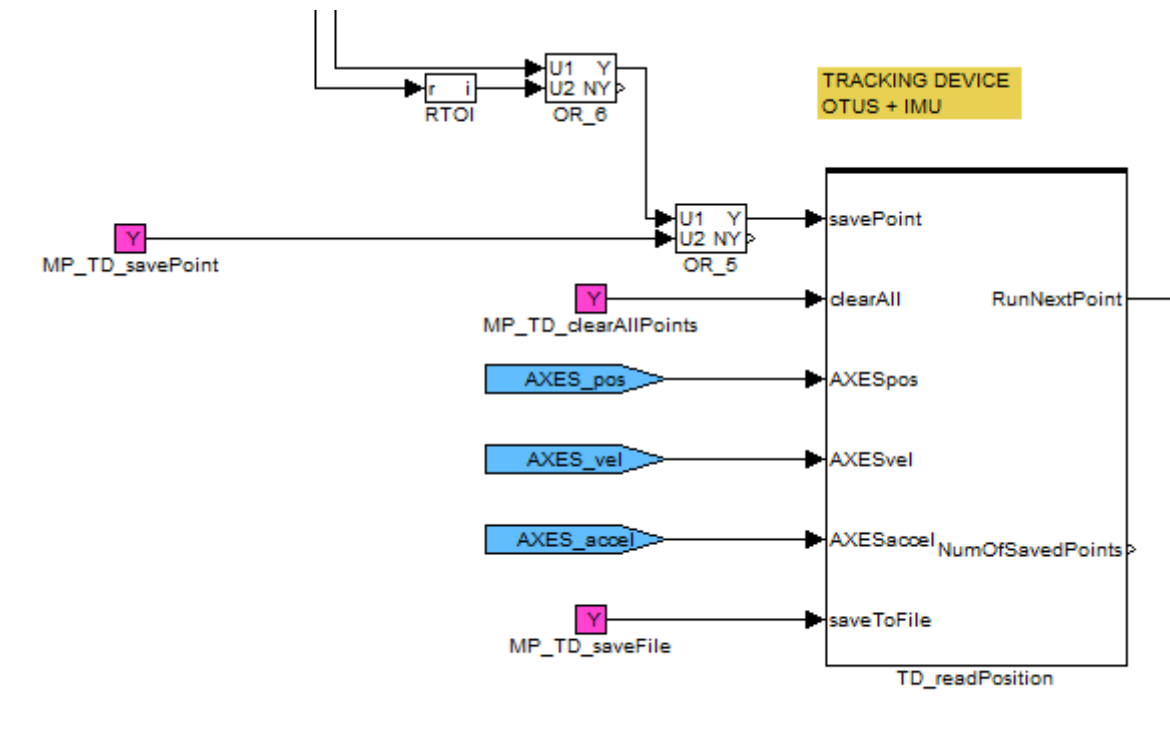 U1 Y
U2 NY
OR_6
r i
RTOI
TRACKING DEVICE
OTUS + IMU
U1 Y
U2 NY
OR_5
Y
MP_TD_savePoint
Y
MP_TD_clearAllPoints
AXES_pos
AXES_vel
AXES_accel
Y
MP_TD_saveFile
savePoint
clearAll
RunNextPoint
AXESpos
AXESvel
AXESaccel
NumOfSavedPoints
saveToFile
TD_readPosition